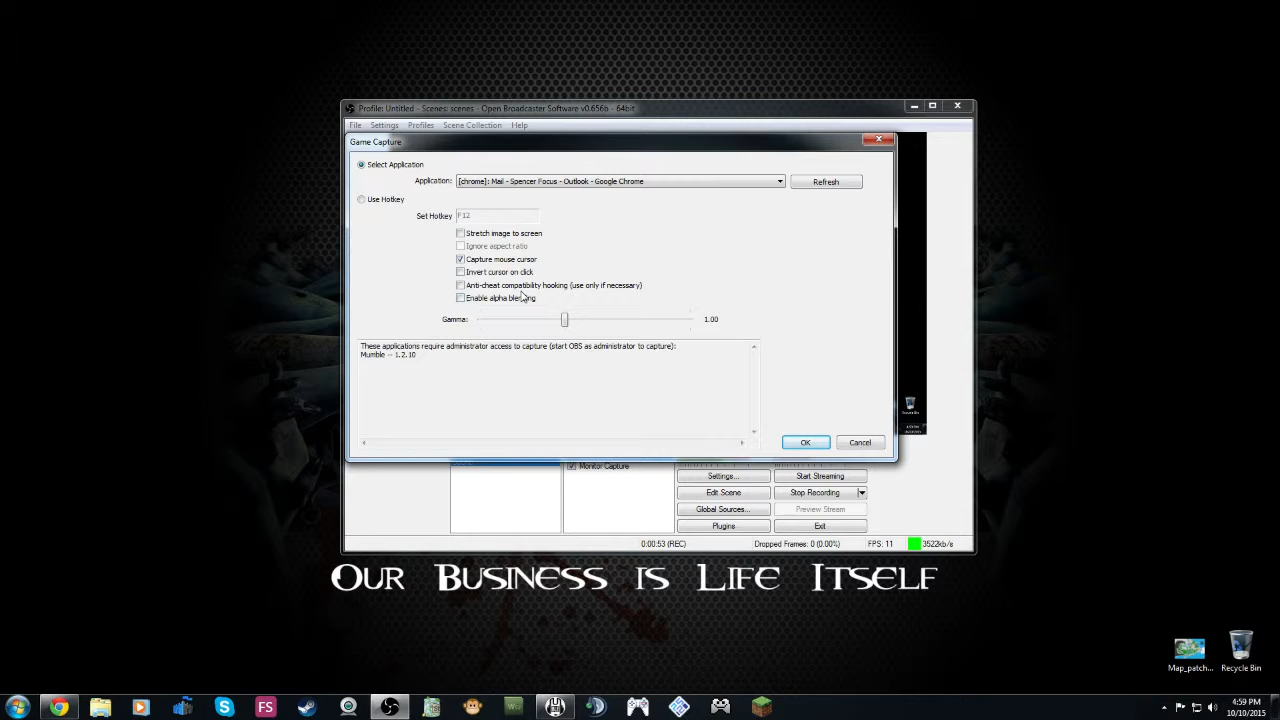 Profile: Untitled - Scenes: scenes - Open Broadcaster Software v0.656b - 64bit
File Settings Profiles Scene Collection Help
Game Capture
Select Application
Application: [chrome]: Mail - Spencer Focus - Outlook - Google Chrome Refresh
Use Hotkey
Set Hotkey F12
Stretch image to screen
Ignore aspect ratio
Capture mouse cursor
Invert cursor on click
Anti-cheat compatibility hooking (use only if necessary)
Enable alpha blending
Gamma: 1.00
These applications require administrator access to capture (start OBS as administrator to capture):
Mumble -- 1.2.10
OK Cancel
Monitor Capture
Settings... Start Streaming
Edit Scene Stop Recording
Global Sources... Preview Stream
Plugins Exit
0:00:53 (REC) Dropped Frames: 0 (0.00%) FPS: 11 3522kb/s
Our Business is Life Itself
Map_patch... Recycle Bin
FS
4:59 PM
10/10/2015